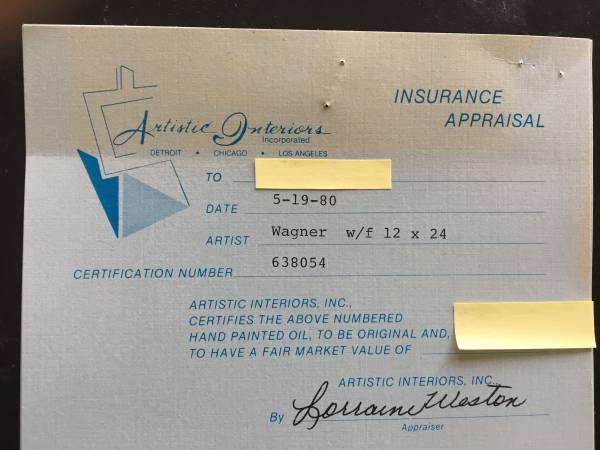 INSURANCE
APPRAISAL
Artistic Interiors
Incorporated
DETROIT • CHICAGO • LOS ANGELES
TO
DATE 5-19-80
ARTIST Wagner w/f 12 x 24
CERTIFICATION NUMBER 638054
ARTISTIC INTERIORS, INC.,
CERTIFIES THE ABOVE NUMBERED
HAND PAINTED OIL, TO BE ORIGINAL AND,
TO HAVE A FAIR MARKET VALUE OF
ARTISTIC INTERIORS, INC.
By Lorraine Weston
Appraiser